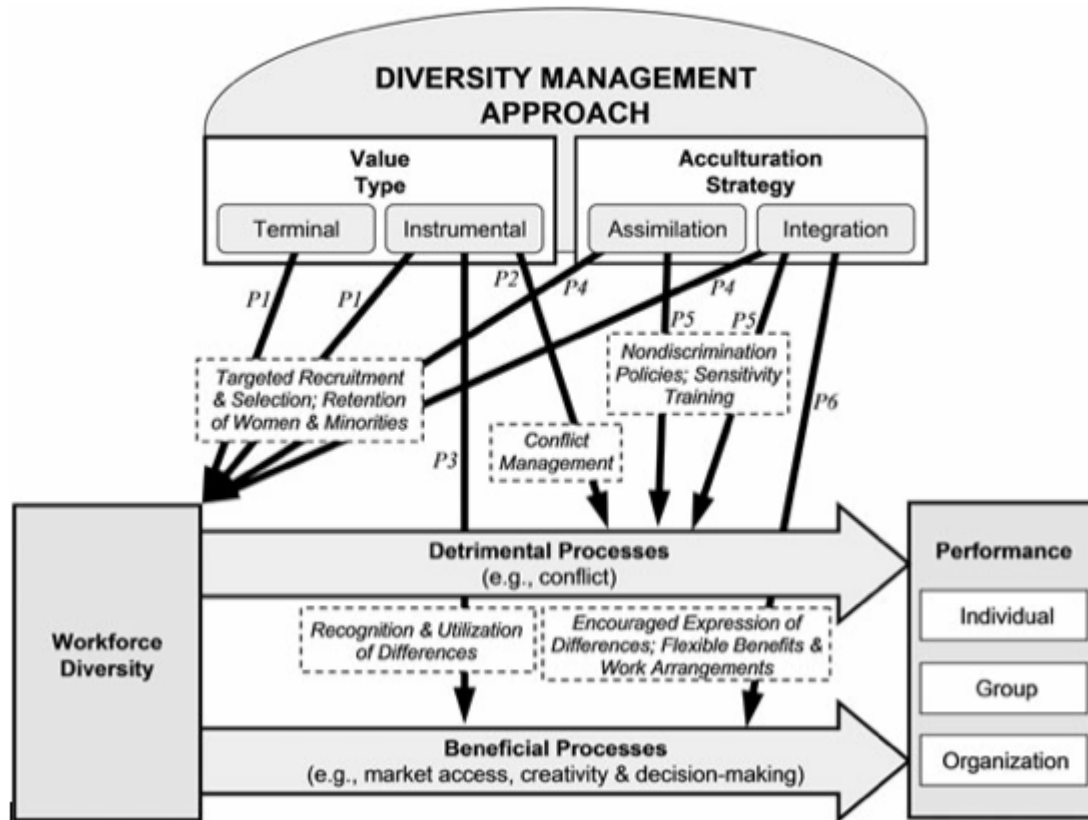 DIVERSITY MANAGEMENT
APPROACH
Value
Type
Acculturation
Strategy
Terminal
Instrumental
Assimilation
Integration
P1
P1
P2
P4
P4
P5
P5
Targeted Recruitment
& Selection; Retention
of Women & Minorities
Nondiscrimination
Policies; Sensitivity
Training
P6
P3
Conflict
Management
Detrimental Processes
(e.g., conflict)
Performance
Individual
Group
Organization
Workforce
Diversity
Recognition & Utilization
of Differences
Encouraged Expression of
Differences; Flexible Benefits &
Work Arrangements
Beneficial Processes
(e.g., market access, creativity & decision-making)